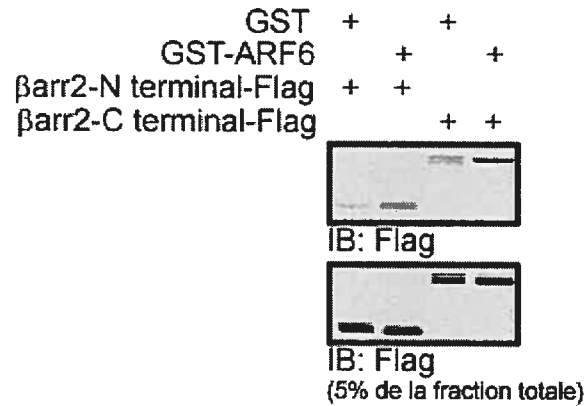 GST + +
GST-ARF6 + +
βarr2-N terminal-Flag + +
βarr2-C terminal-Flag + +
IB: Flag
IB: Flag
(5% de la fraction totale)